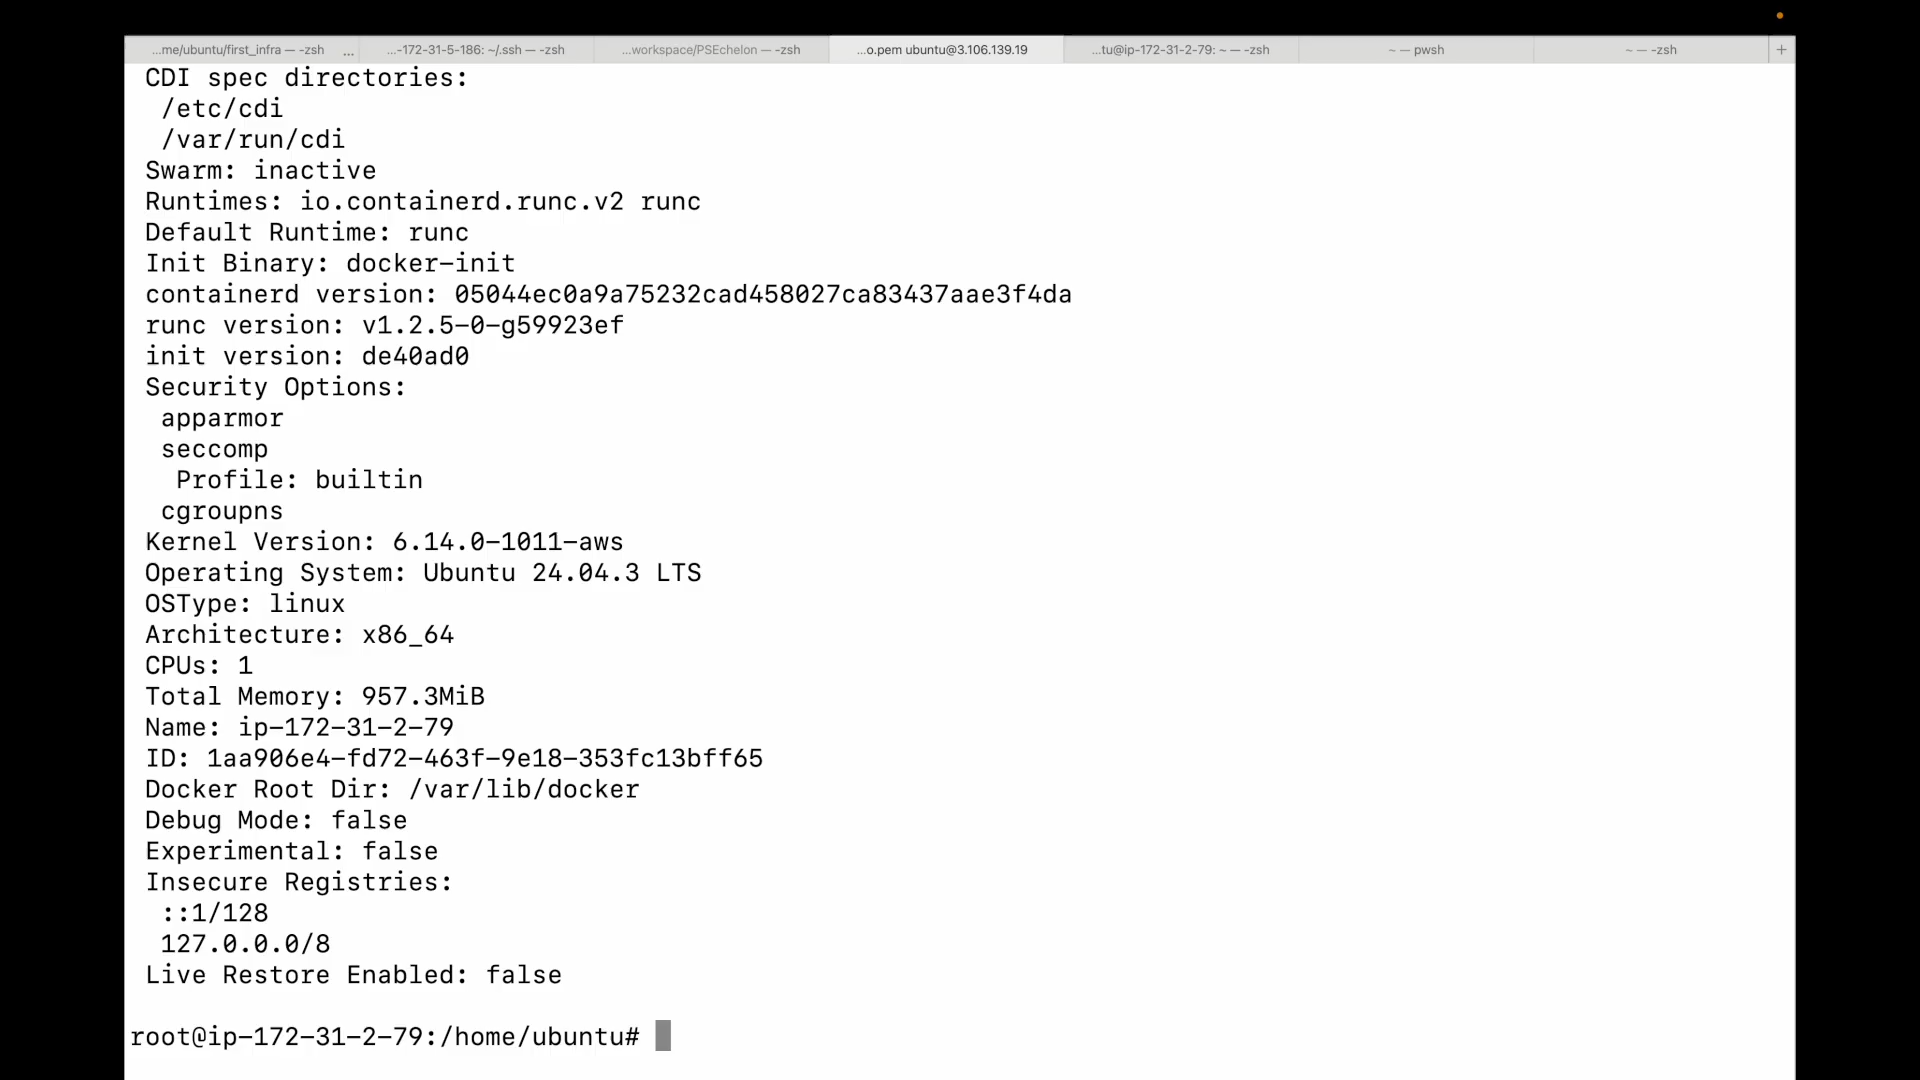 ...me/ubuntu/first_infra — -zsh ... ...-172-31-5-186: ~/.ssh — -zsh ...workspace/PSEchelon — -zsh ...o.pem ubuntu@3.106.139.19 ...tu@ip-172-31-2-79: ~ — -zsh ~ — pwsh ~ — -zsh +
CDI spec directories:
/etc/cdi
/var/run/cdi
Swarm: inactive
Runtimes: io.containerd.runc.v2 runc
Default Runtime: runc
Init Binary: docker-init
containerd version: 05044ec0a9a75232cad458027ca83437aae3f4da
runc version: v1.2.5-0-g59923ef
init version: de40ad0
Security Options:
apparmor
seccomp
Profile: builtin
cgroupns
Kernel Version: 6.14.0-1011-aws
Operating System: Ubuntu 24.04.3 LTS
OSType: linux
Architecture: x86_64
CPUs: 1
Total Memory: 957.3MiB
Name: ip-172-31-2-79
ID: 1aa906e4-fd72-463f-9e18-353fc13bff65
Docker Root Dir: /var/lib/docker
Debug Mode: false
Experimental: false
Insecure Registries:
::1/128
127.0.0.0/8
Live Restore Enabled: false
root@ip-172-31-2-79:/home/ubuntu#